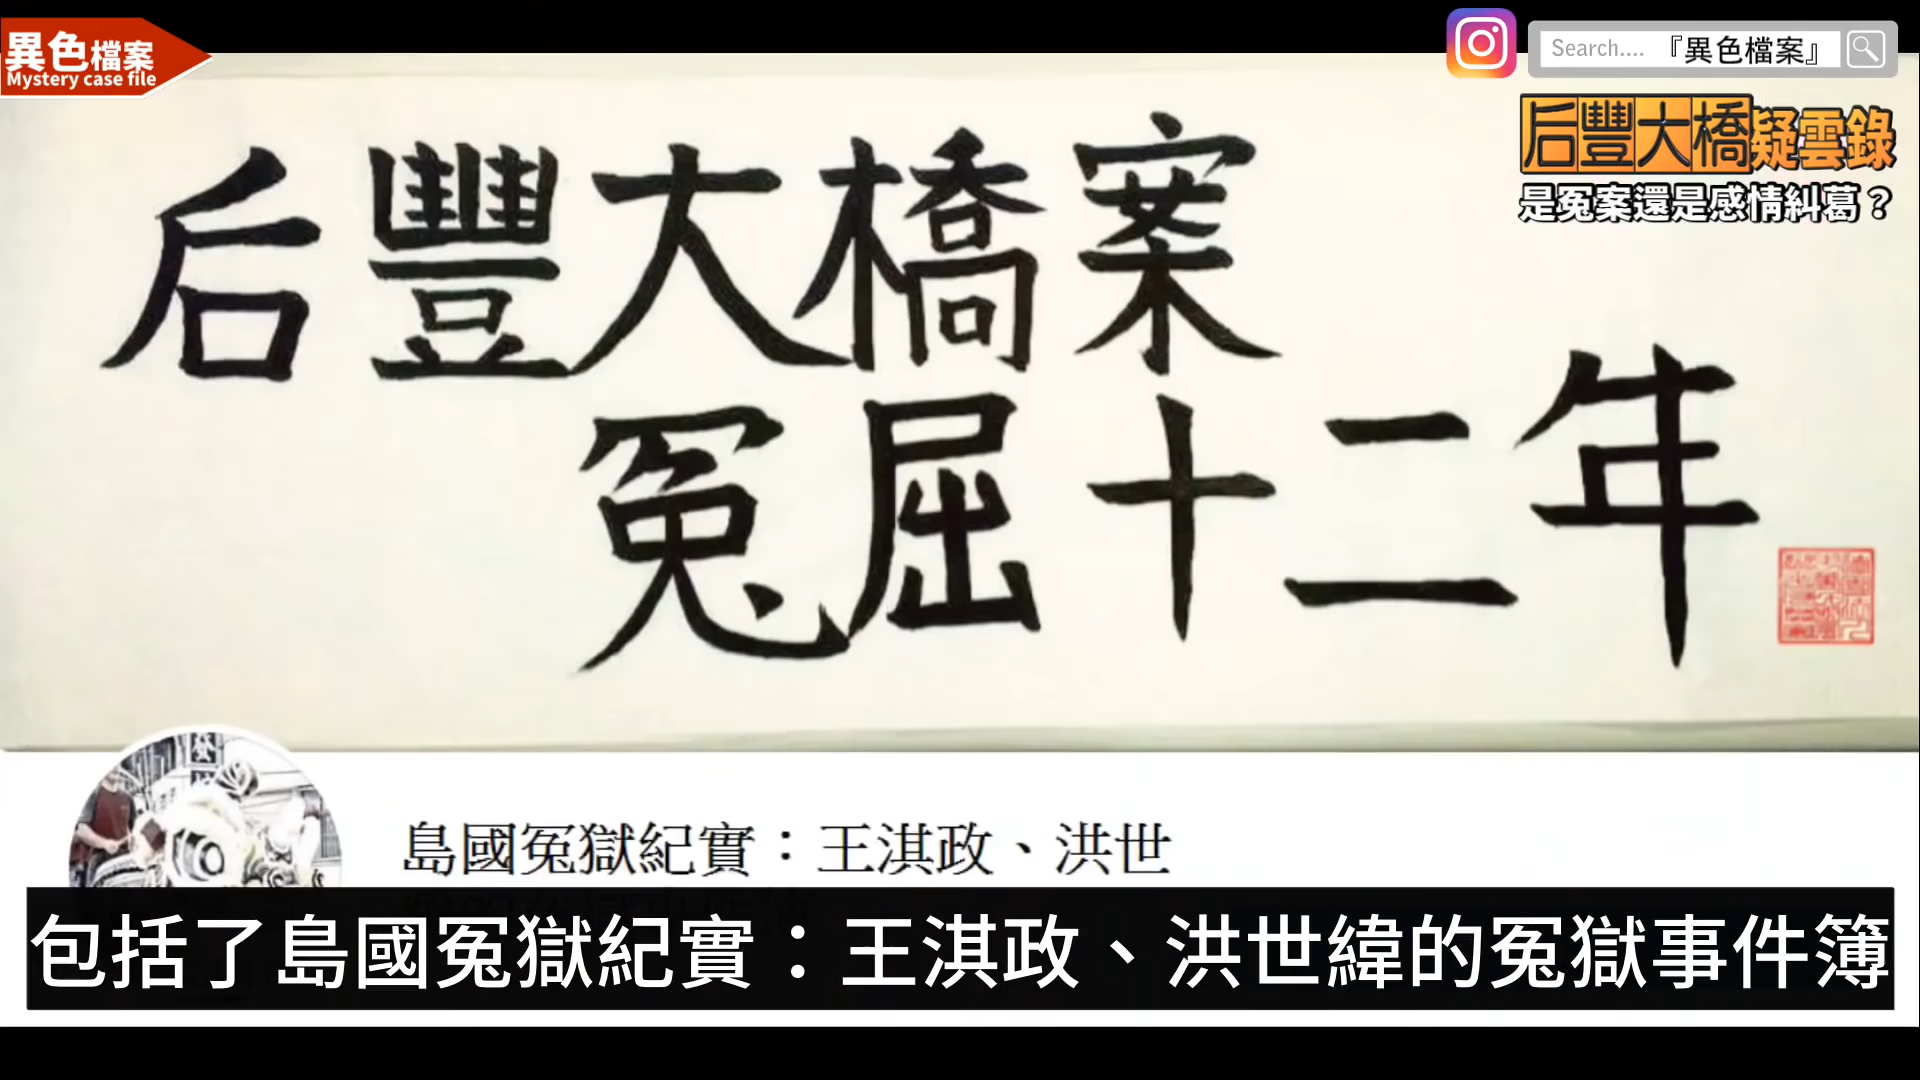 異色檔案
Mystery case file
Search....
『異色檔案』
后豐大橋疑雲錄
是冤案還是感情糾葛？
后豐大橋案
冤屈十二年
島國冤獄紀實：王淇政、洪世
包括了島國冤獄紀實：王淇政、洪世緯的冤獄事件簿